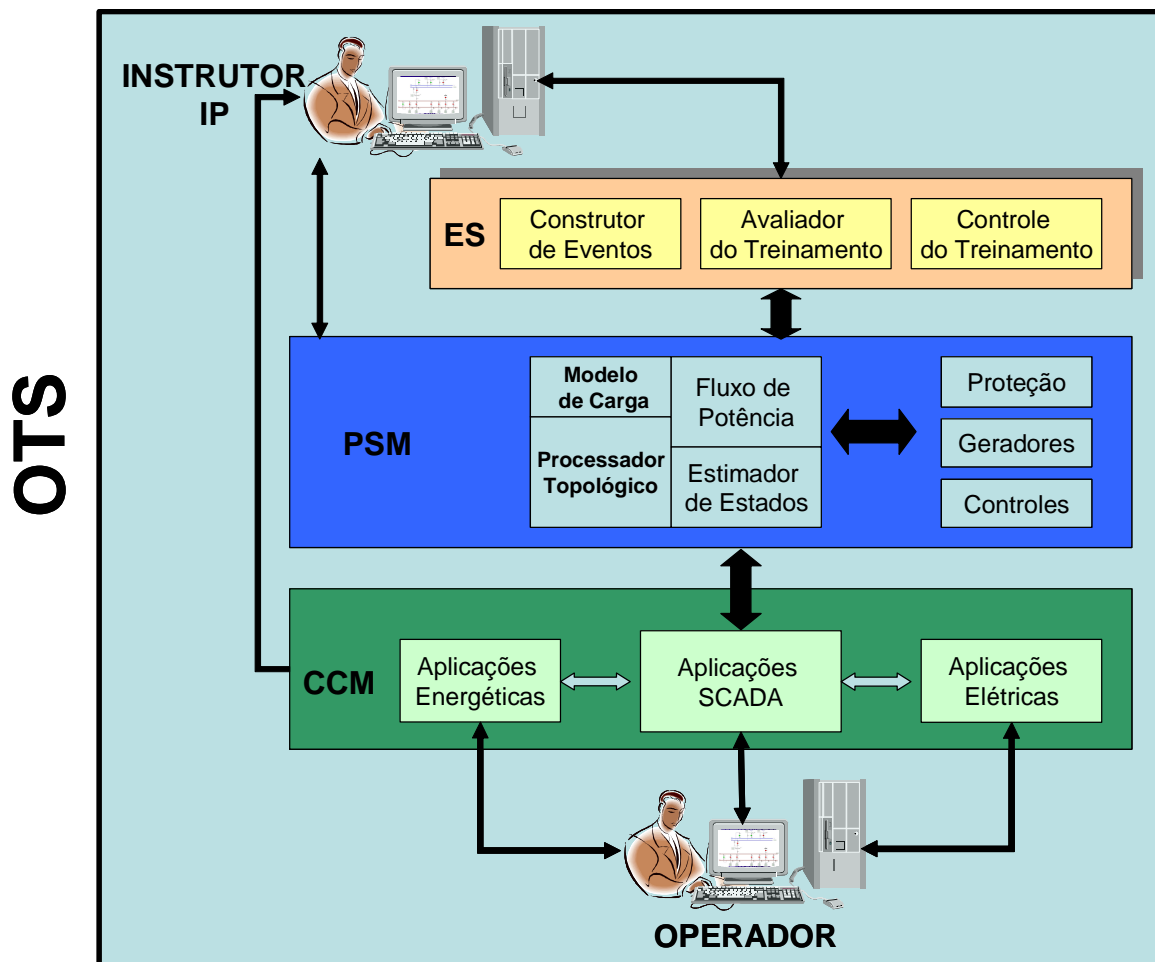 OTS
INSTRUTOR
IP
ES
Construtor
de Eventos
Avaliador
do Treinamento
Controle
do Treinamento
PSM
Modelo
de Carga
Processador
Topológico
Fluxo de
Potência
Estimador
de Estados
Proteção
Geradores
Controles
CCM
Aplicações
Energéticas
Aplicações
SCADA
Aplicações
Elétricas
OPERADOR